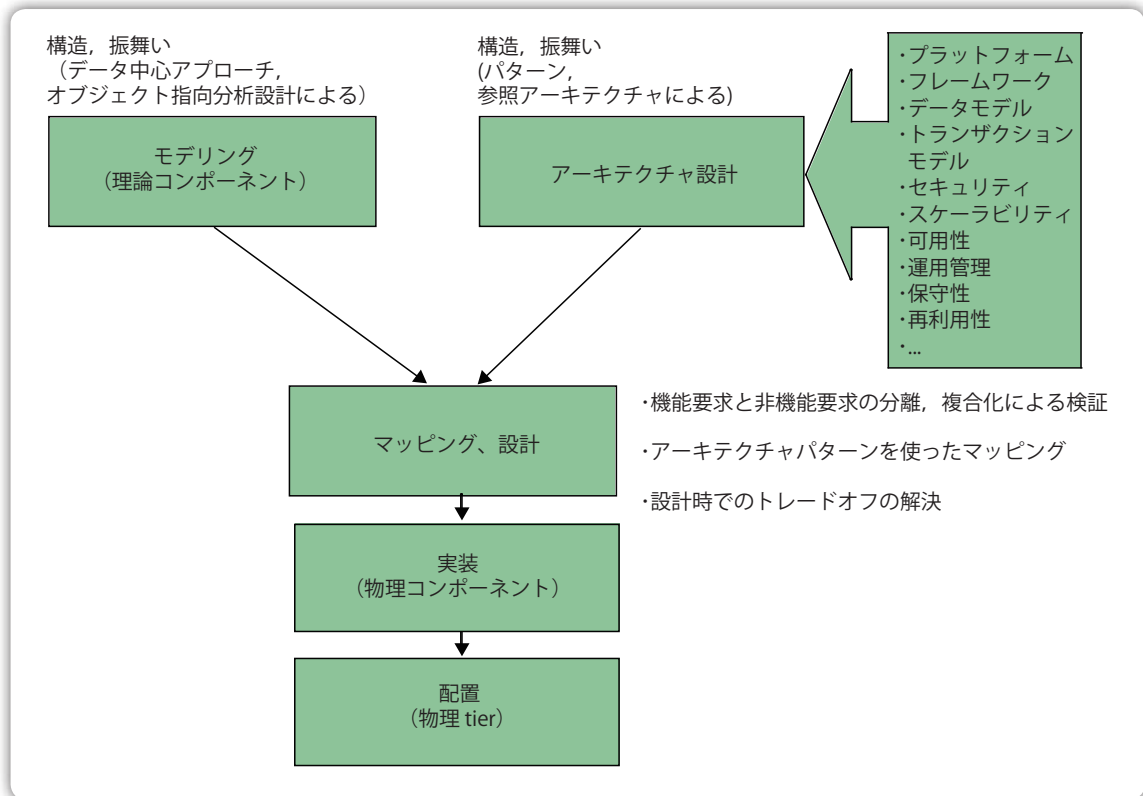 構造，振舞い
（データ中心アプローチ,
オブジェクト指向分析設計による）
モデリング
（理論コンポーネント）
構造，振舞い
(パターン,
参照アーキテクチャによる)
アーキテクチャ設計
・プラットフォーム
・フレームワーク
・データモデル
・トランザクション
モデル
・セキュリティ
・スケーラビリティ
・可用性
・運用管理
・保守性
・再利用性
・...
マッピング、設計
・機能要求と非機能要求の分離，複合化による検証
・アーキテクチャパターンを使ったマッピング
・設計時でのトレードオフの解決
実装
（物理コンポーネント）
配置
（物理 tier）